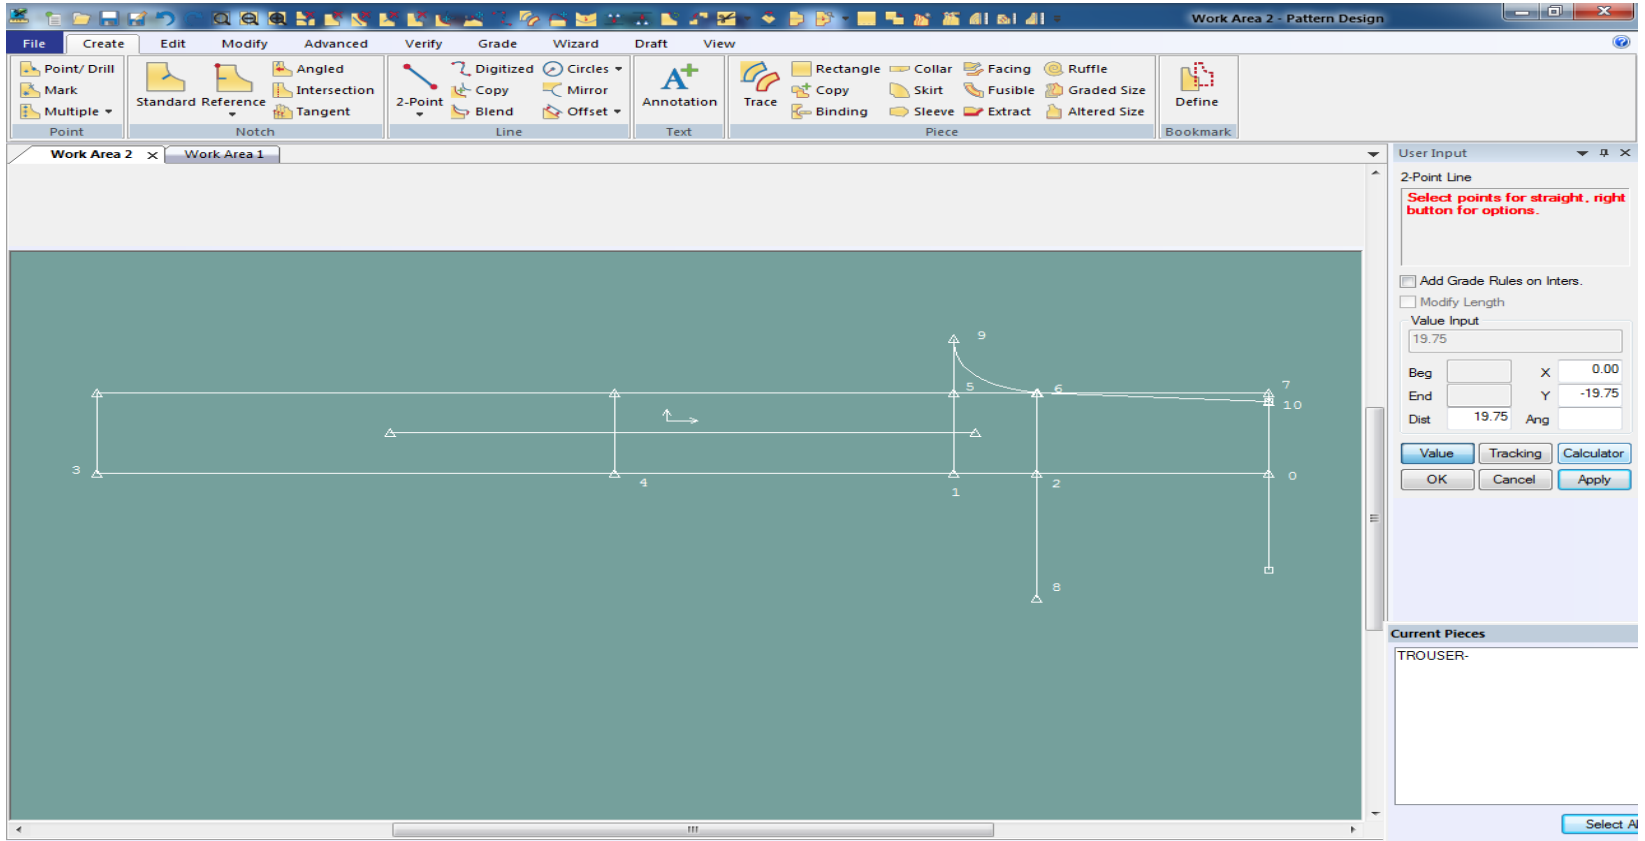 Work Area 2 - Pattern Design
File Create Edit Modify Advanced Verify Grade Wizard Draft View
Point/ Drill Angled Digitized Circles Rectangle Collar Facing Ruffle
Mark Intersection Copy Mirror Copy Skirt Fusible Graded Size
Standard Reference 2-Point Annotation Trace Define
Multiple Tangent Blend Offset Binding Sleeve Extract Altered Size
Point Notch Line Text Piece Bookmark
Work Area 2 Work Area 1
User Input
2-Point Line
Select points for straight, right
button for options.
Add Grade Rules on Inters.
Modify Length
Value Input
19.75
Beg X 0.00
End Y -19.75
Dist 19.75 Ang
Value Tracking Calculator
OK Cancel Apply
9
5 6 7
10
3 4 1 2 0
8
Current Pieces
TROUSER-
Select Al